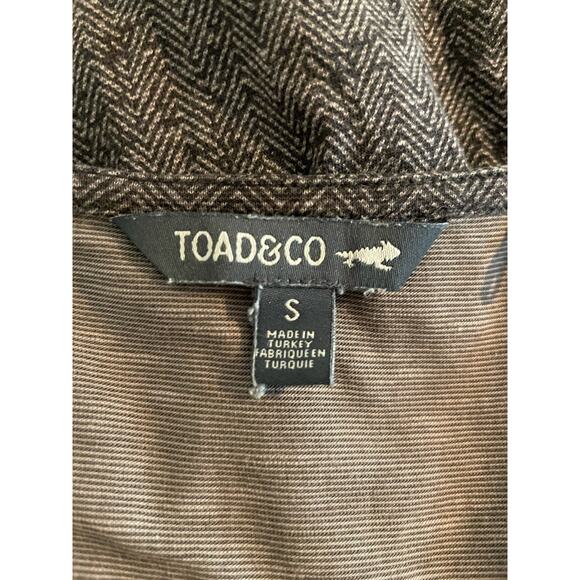 TOAD&CO
S
MADE IN
TURKEY
FABRIQUE EN
TURQUIE